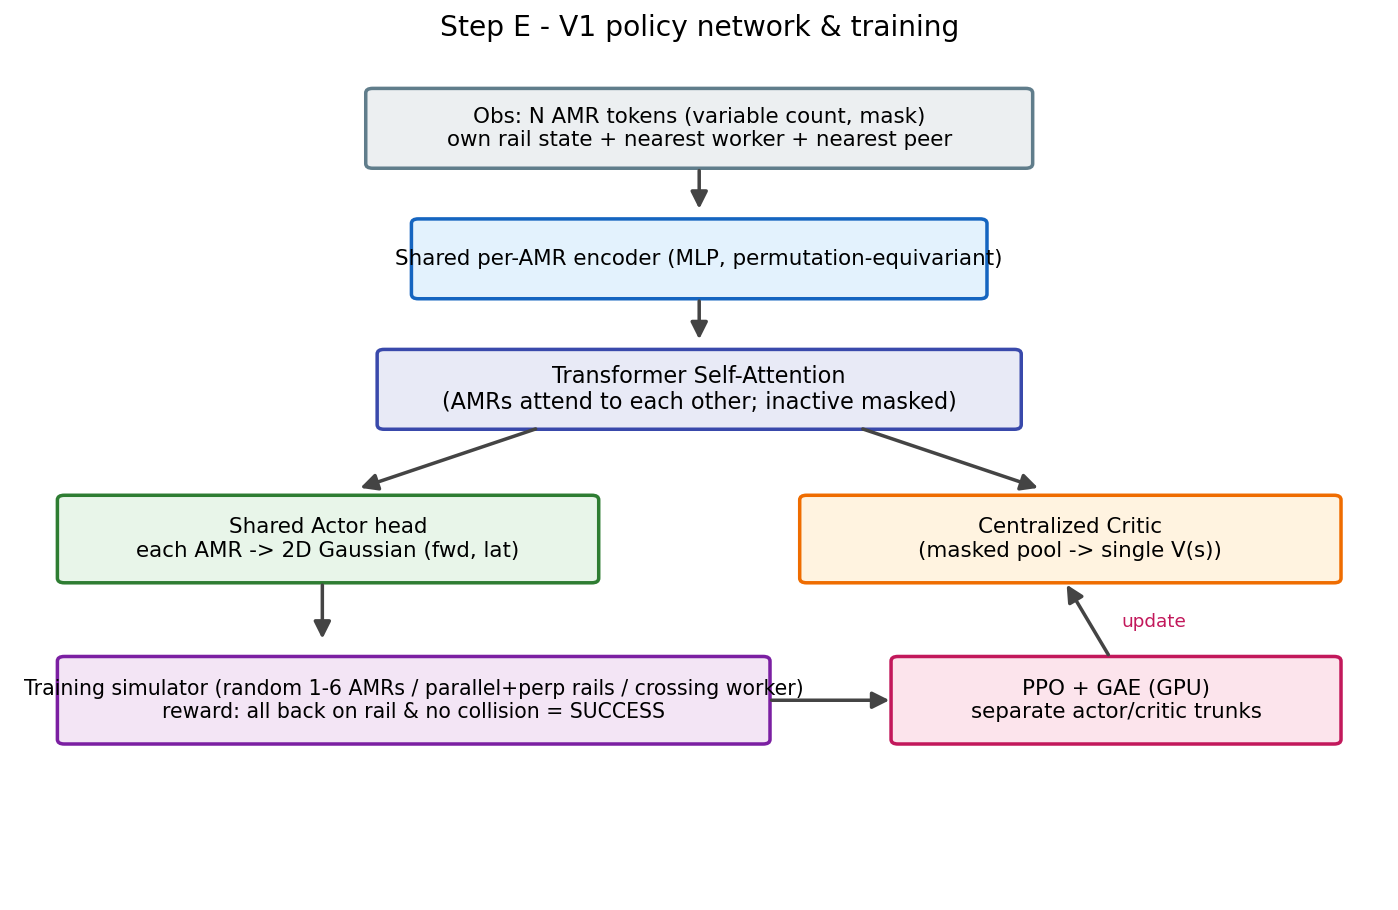 Step E - V1 policy network & training
Obs: N AMR tokens (variable count, mask)
own rail state + nearest worker + nearest peer
Shared per-AMR encoder (MLP, permutation-equivariant)
Transformer Self-Attention
(AMRs attend to each other; inactive masked)
Shared Actor head
each AMR -> 2D Gaussian (fwd, lat)
Centralized Critic
(masked pool -> single V(s))
update
Training simulator (random 1-6 AMRs / parallel+perp rails / crossing worker)
reward: all back on rail & no collision = SUCCESS
PPO + GAE (GPU)
separate actor/critic trunks